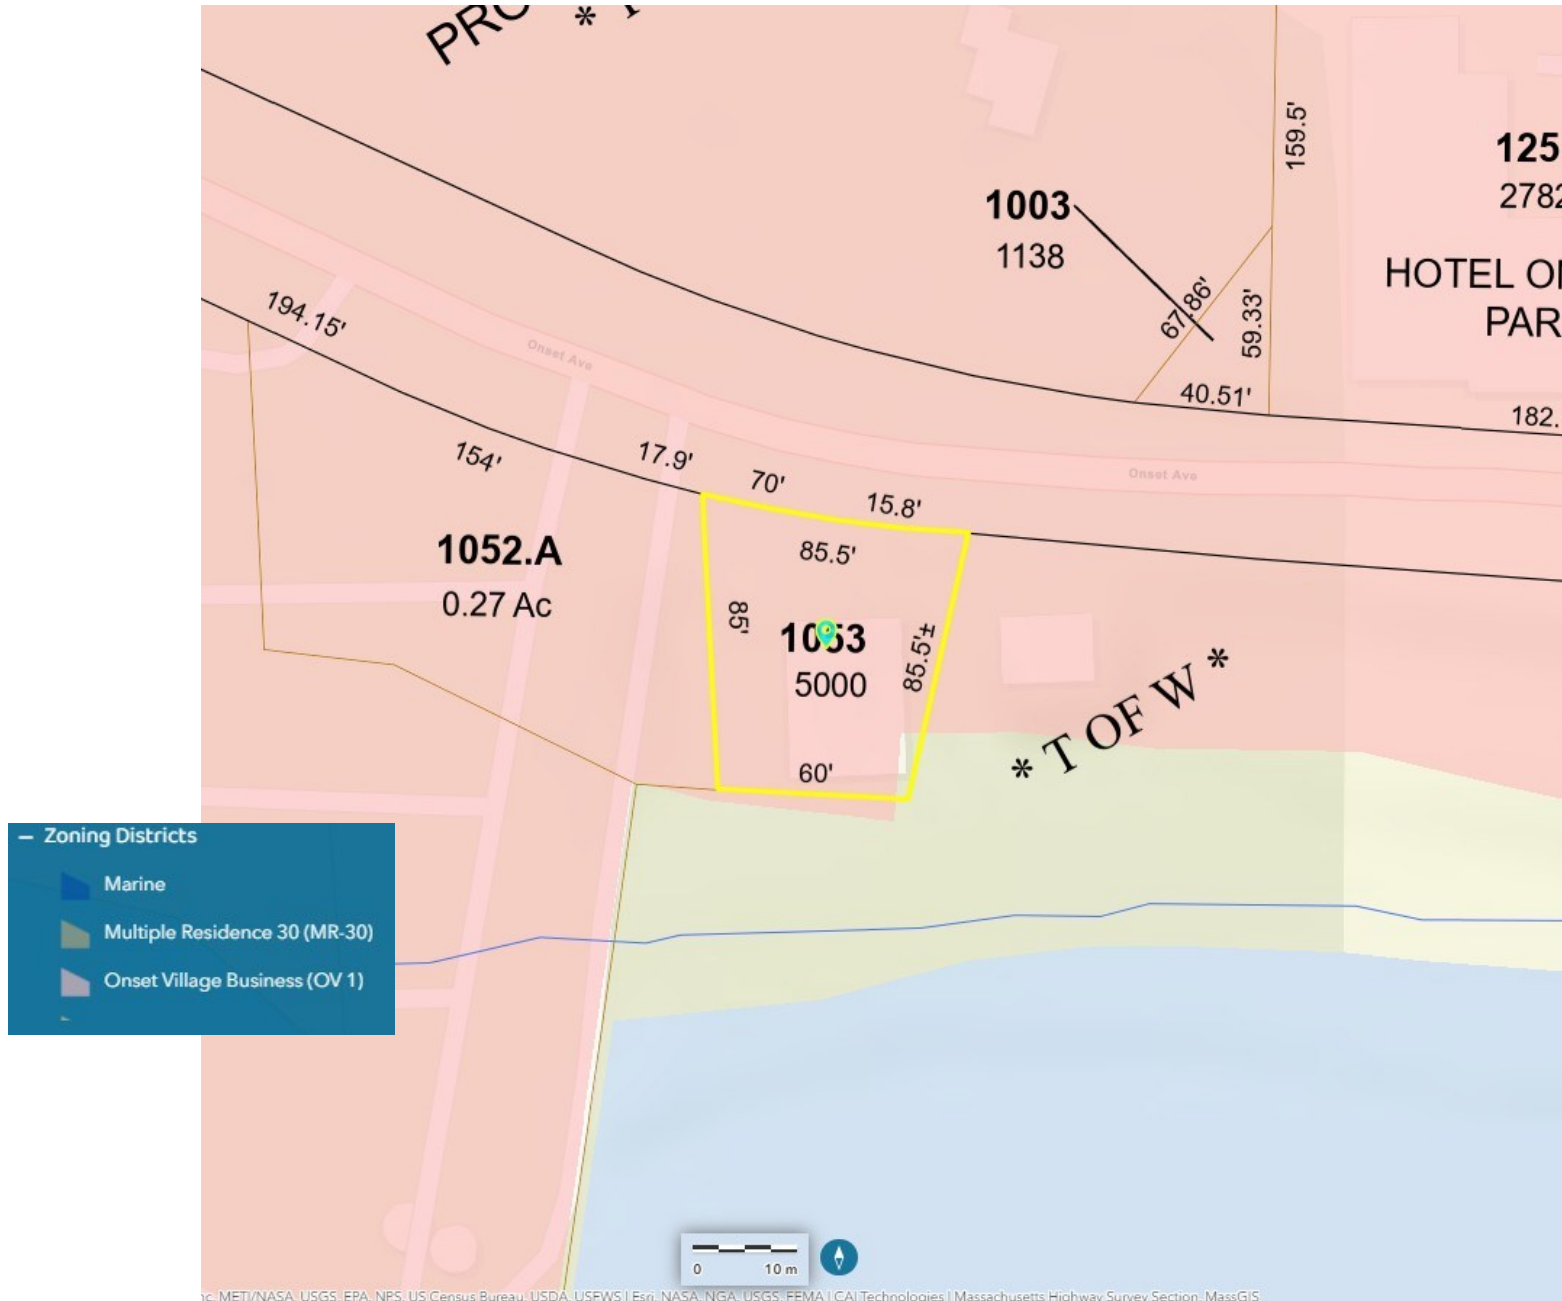 PRO
*
159.5'
125
2782
1003
1138
HOTEL O
PAR
67.86'
59.33'
194.15'
Onset Ave
40.51'
182.
154'
17.9'
70'
15.8'
Onset Ave
1052.A
0.27 Ac
85.5'
85'
1053
5000
85.5'±
* T OF W *
60'
– Zoning Districts
Marine
Multiple Residence 30 (MR-30)
Onset Village Business (OV 1)
0 10 m
METI/NASA, USGS, EPA, NPS, US Census Bureau, USDA, USFWS | Esri, NASA, NGA, USGS, FEMA | CAI Technologies | Massachusetts Highway Survey Section, MassGIS